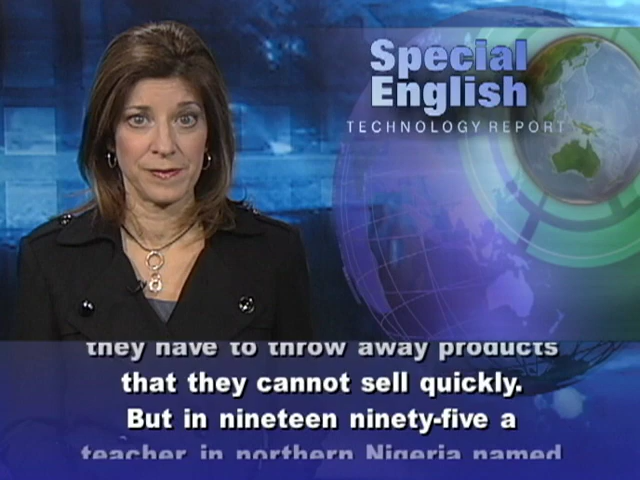 Special
English
TECHNOLOGY REPORT
they have to throw away products
that they cannot sell quickly.
But in nineteen ninety-five a
teacher in northern Nigeria named